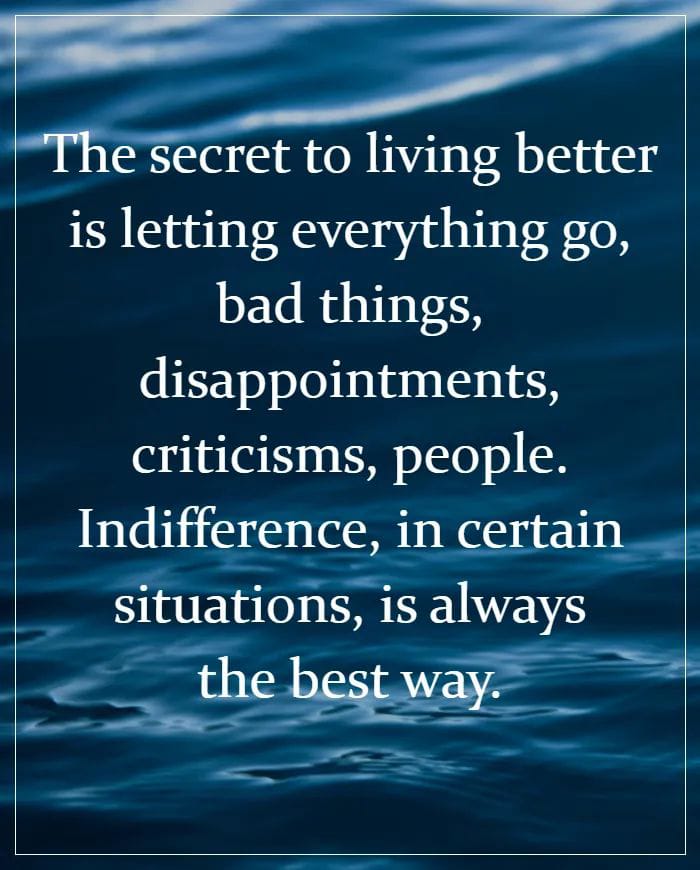 The secret to living better
is letting everything go,
bad things,
disappointments,
criticisms, people.
Indifference, in certain
situations, is always
the best way.